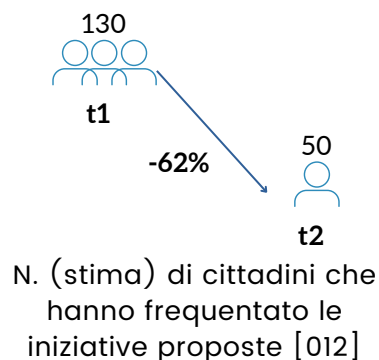 130
t1
-62%
50
t2
N. (stima) di cittadini che
hanno frequentato le
iniziative proposte [012]